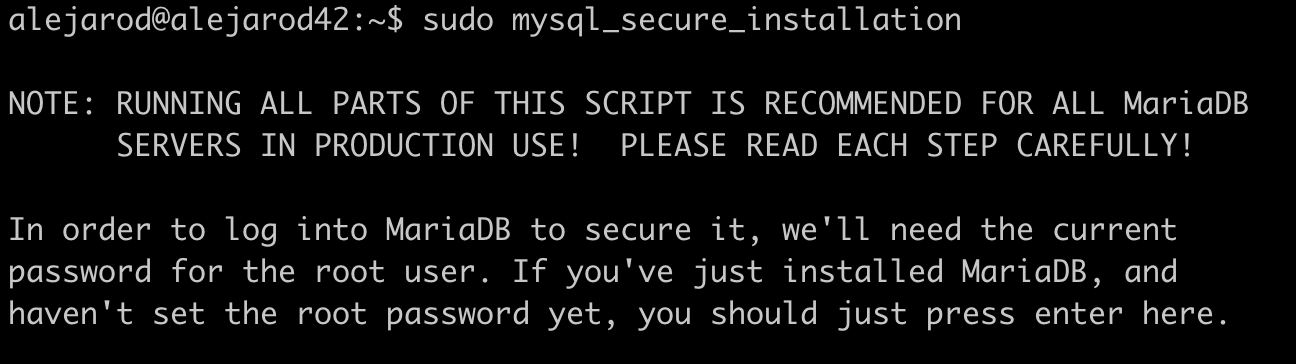 alejarod@alejarod42:~$ sudo mysql_secure_installation
NOTE: RUNNING ALL PARTS OF THIS SCRIPT IS RECOMMENDED FOR ALL MariaDB
SERVERS IN PRODUCTION USE!  PLEASE READ EACH STEP CAREFULLY!
In order to log into MariaDB to secure it, we'll need the current
password for the root user. If you've just installed MariaDB, and
haven't set the root password yet, you should just press enter here.